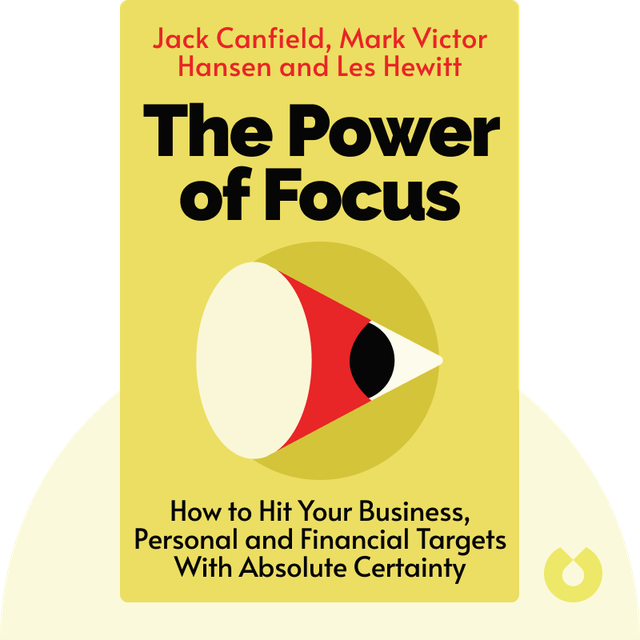 Jack Canfield, Mark Victor
Hansen and Les Hewitt
The Power
of Focus
How to Hit Your Business,
Personal and Financial Targets
With Absolute Certainty